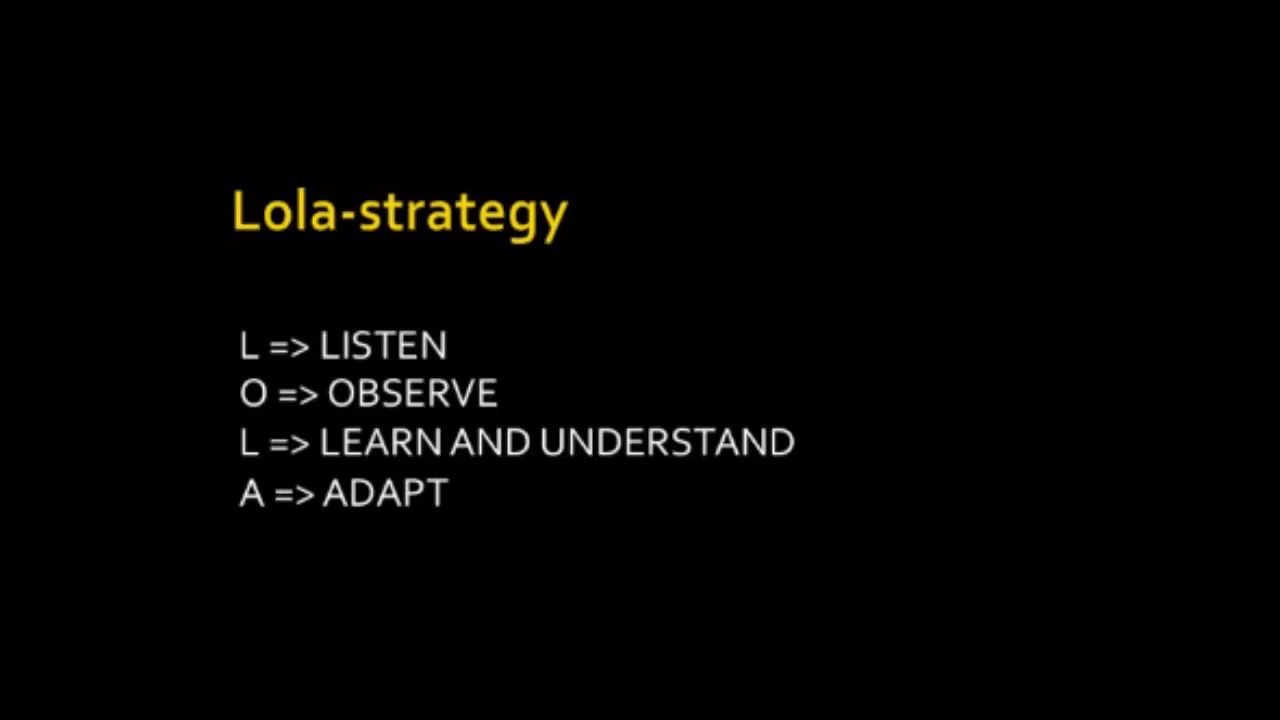 Lola-strategy
L => LISTEN
O => OBSERVE
L => LEARN AND UNDERSTAND
A => ADAPT